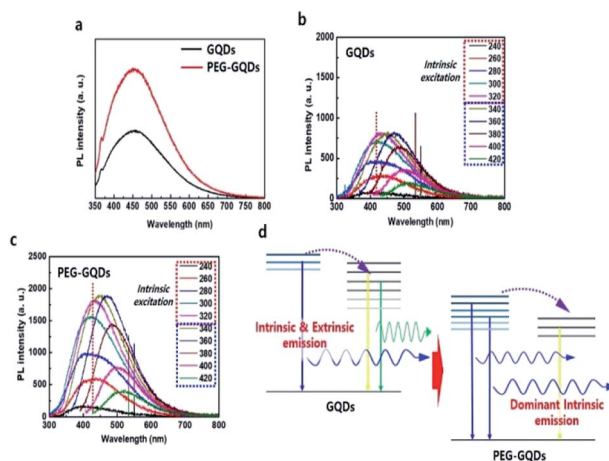 a
GQDs
PEG-GQDs
PL intensity (a. u.)
350 400 450 500 550 600 650 700 750 800
Wavelength (nm)
b
2000
1500
1000
500
0
GQDs
Intrinsic
excitation
240
260
280
300
320
340
360
380
400
420
PL intensity (a. u.)
300 400 500 600 700 800
Wavelength (nm)
c
2500
2000
1500
1000
500
0
PEG-GQDs
Intrinsic
excitation
240
260
280
300
320
340
360
380
400
420
PL intensity (a. u.)
300 400 500 600 700 800
Wavelength (nm)
d
Intrinsic & Extrinsic
emission
GQDs
Dominant Intrinsic
emission
PEG-GQDs